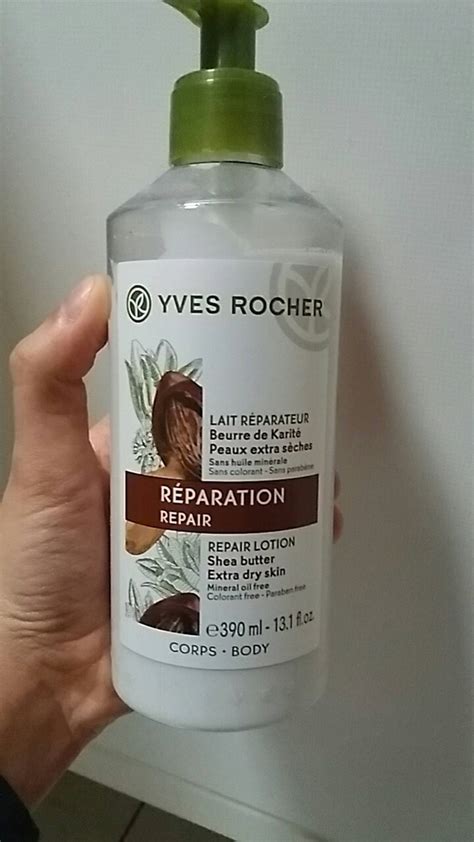 YVES ROCHER
LAIT RÉPARATEUR
Beurre de Karité
Peaux extra sèches
Sans huile minérale
Sans colorant - Sans parabène
RÉPARATION
REPAIR
REPAIR LOTION
Shea butter
Extra dry skin
Mineral oil free
Colorant free - Paraben free
℮390 ml - 13.1 fl.oz.
CORPS • BODY